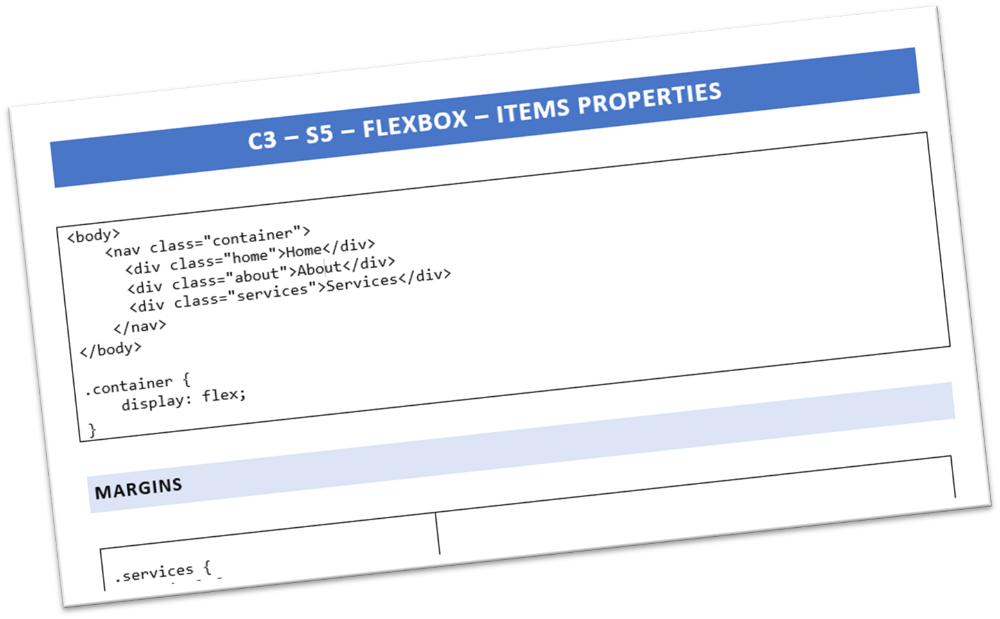 C3 – S5 – FLEXBOX – ITEMS PROPERTIES
<body>
<nav class="container">
<div class="home">Home</div>
<div class="about">About</div>
<div class="services">Services</div>
</nav>
</body>
.container {
display: flex;
}
MARGINS
.services {